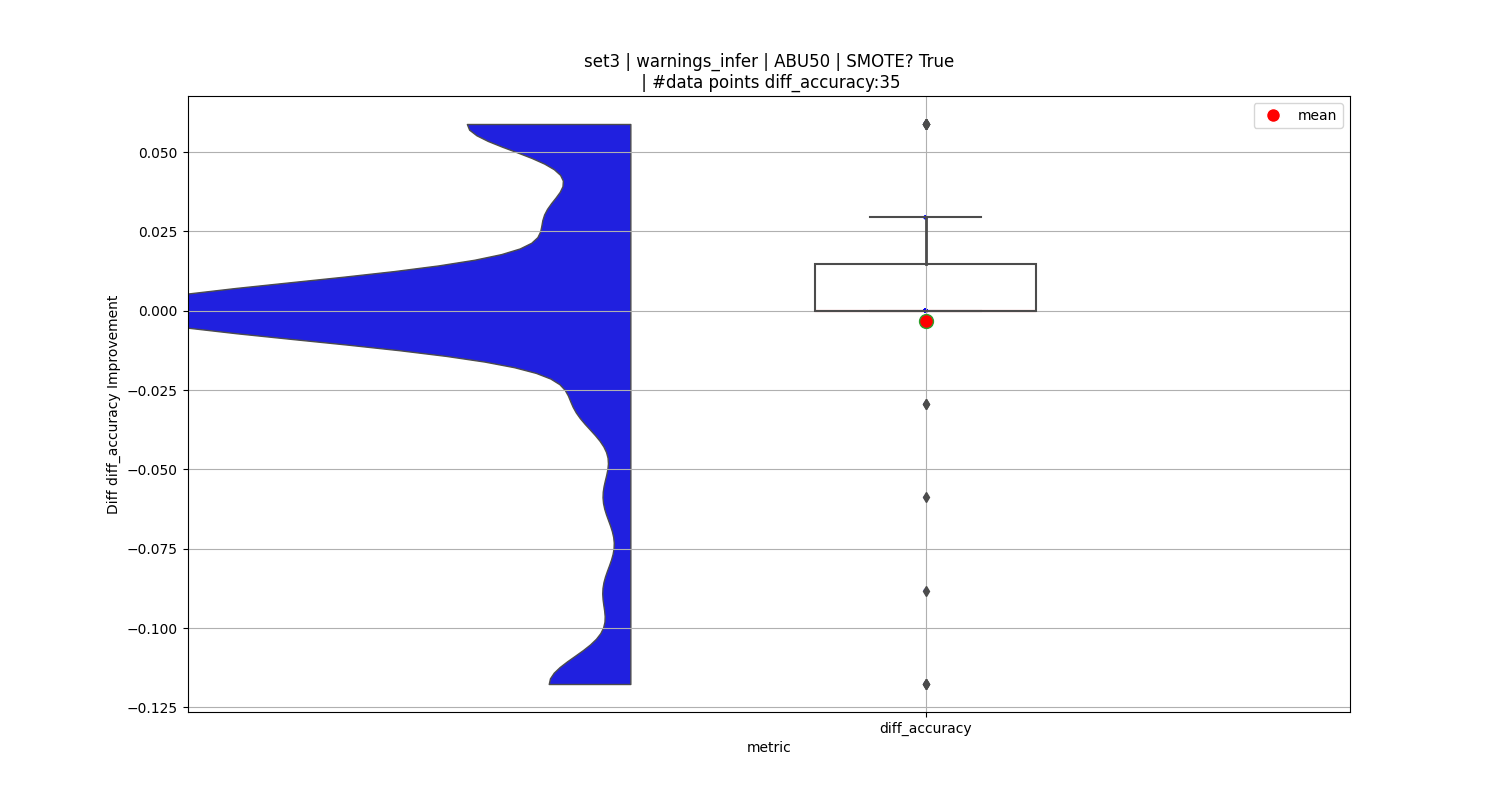 set3 | warnings_infer | ABU50 | SMOTE? True
| #data points diff_accuracy:35
mean
0.050
0.025
0.000
−0.025
−0.050
−0.075
−0.100
−0.125
Diff diff_accuracy Improvement
diff_accuracy
metric